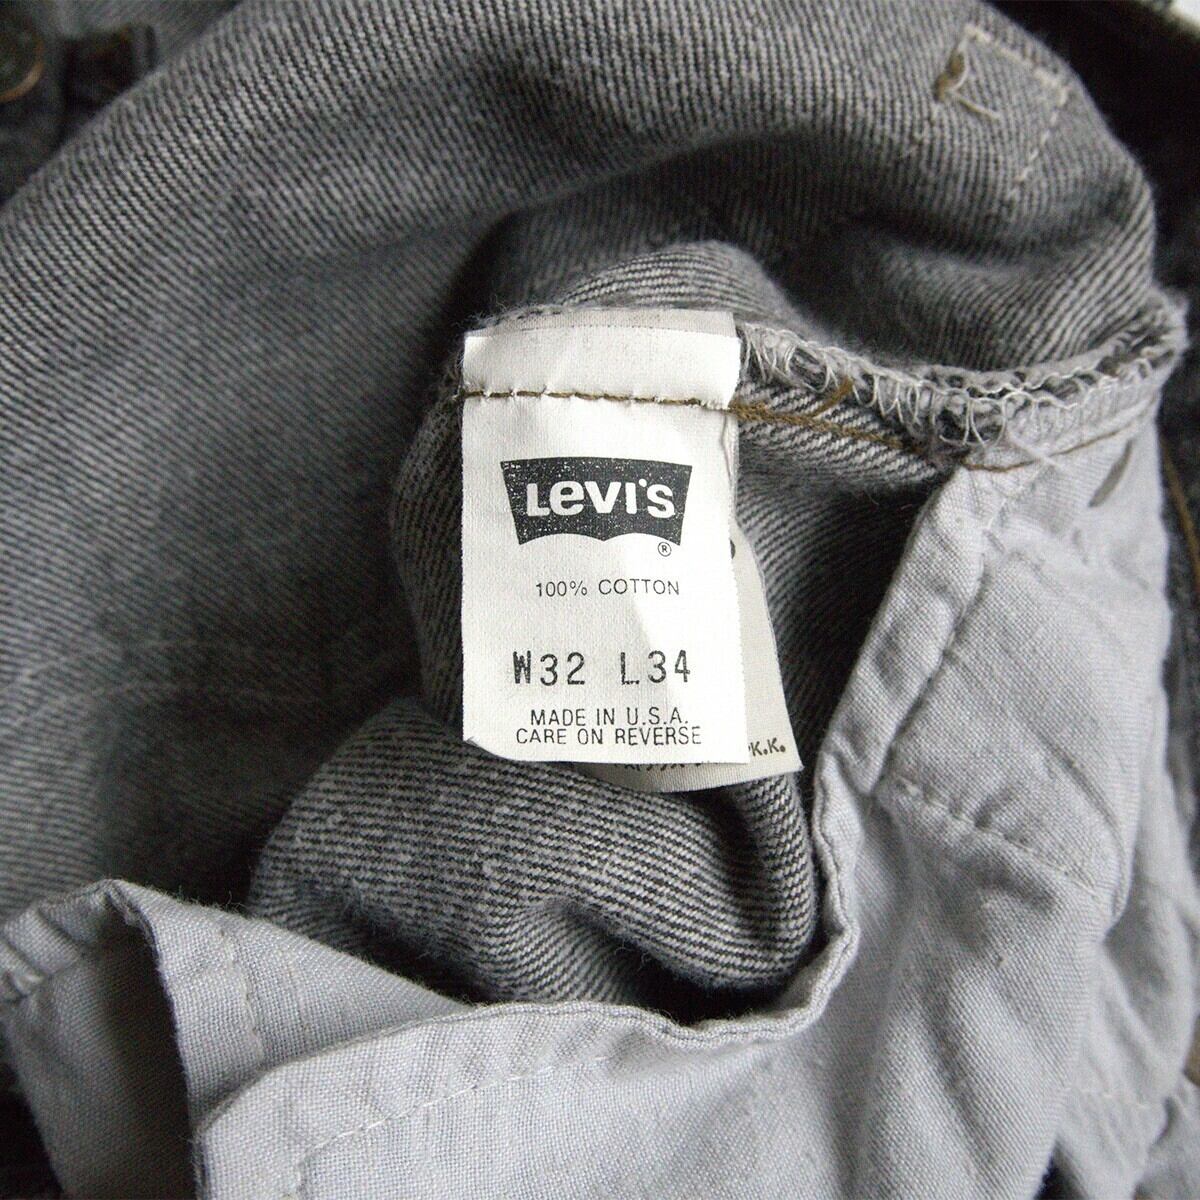 LEVI'S
®
100% COTTON
W32 L34
MADE IN U.S.A.
CARE ON REVERSE
K.K.